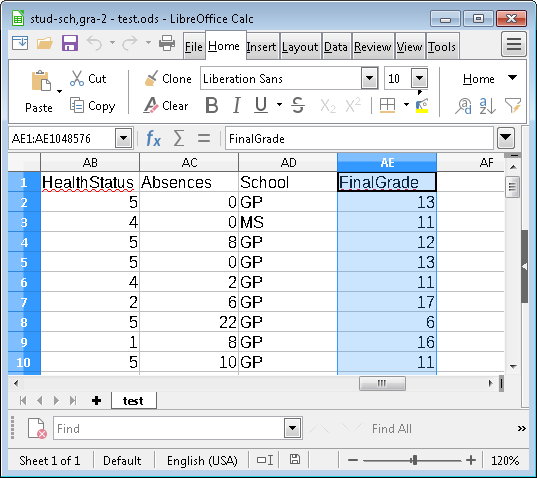 stud-sch,gra-2 - test.ods - LibreOffice Calc
File Home Insert Layout Data Review View Tools
Cut Clone Liberation Sans 10 Home
Paste Copy Clear B I U S X2 X2 A
AE1:AE1048576 fx Σ = FinalGrade
AB AC AD AE AF
1 HealthStatus Absences School FinalGrade
2 5 0 GP 13
3 4 0 MS 11
4 5 8 GP 12
5 5 0 GP 13
6 4 2 GP 11
7 2 6 GP 17
8 5 22 GP 6
9 1 8 GP 16
10 5 10 GP 11
test
Find Find All »
Sheet 1 of 1 Default English (USA) 120%